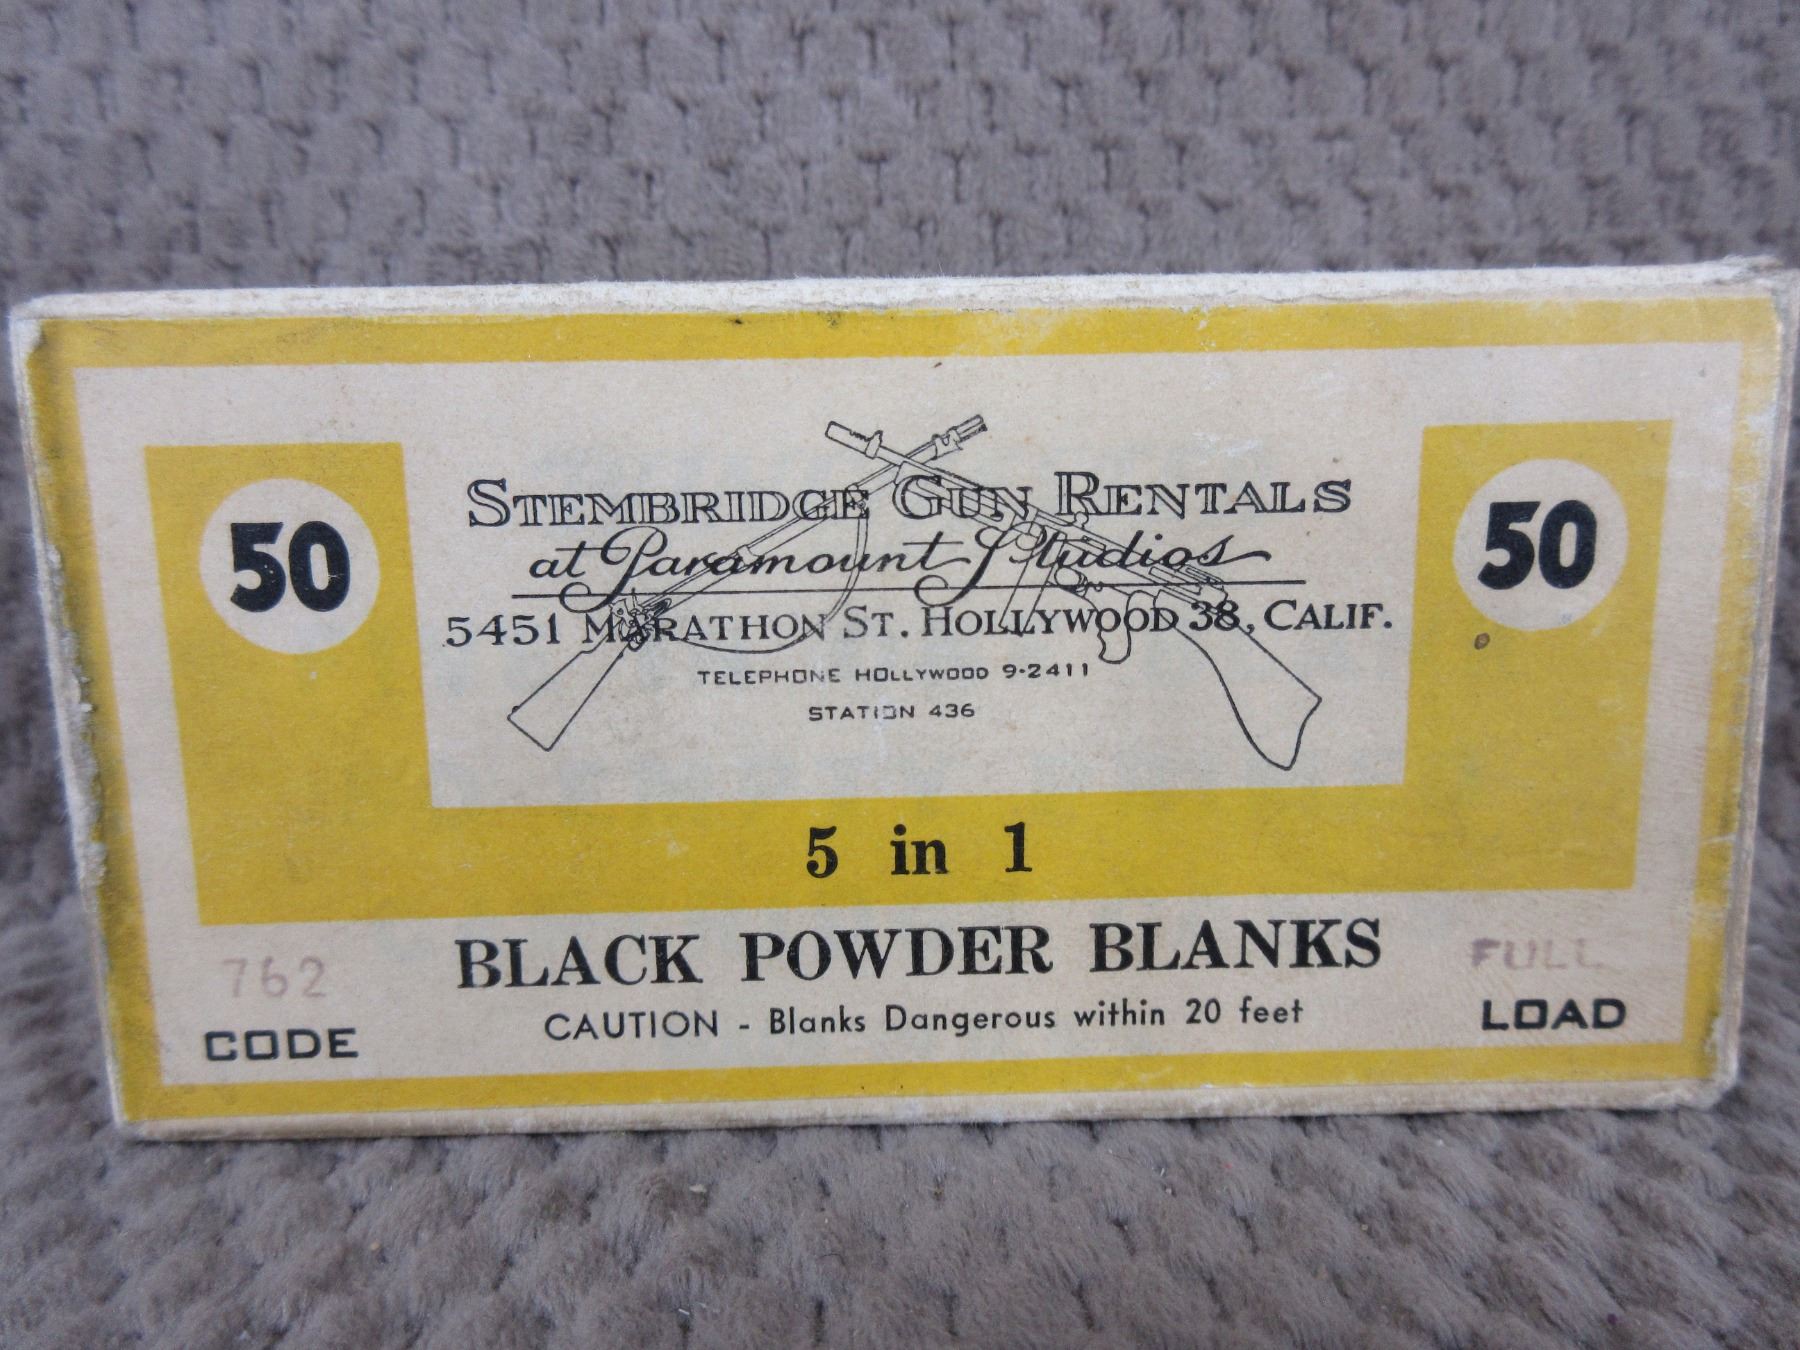 50
STEMBRIDGE GUN RENTALS
at Paramount Studios
5451 MARATHON ST. HOLLYWOOD 38, CALIF.
TELEPHONE HOLLYWOOD 9-2411
STATION 436
50
5 in 1
BLACK POWDER BLANKS
CAUTION - Blanks Dangerous within 20 feet
762
CODE
FULL
LOAD